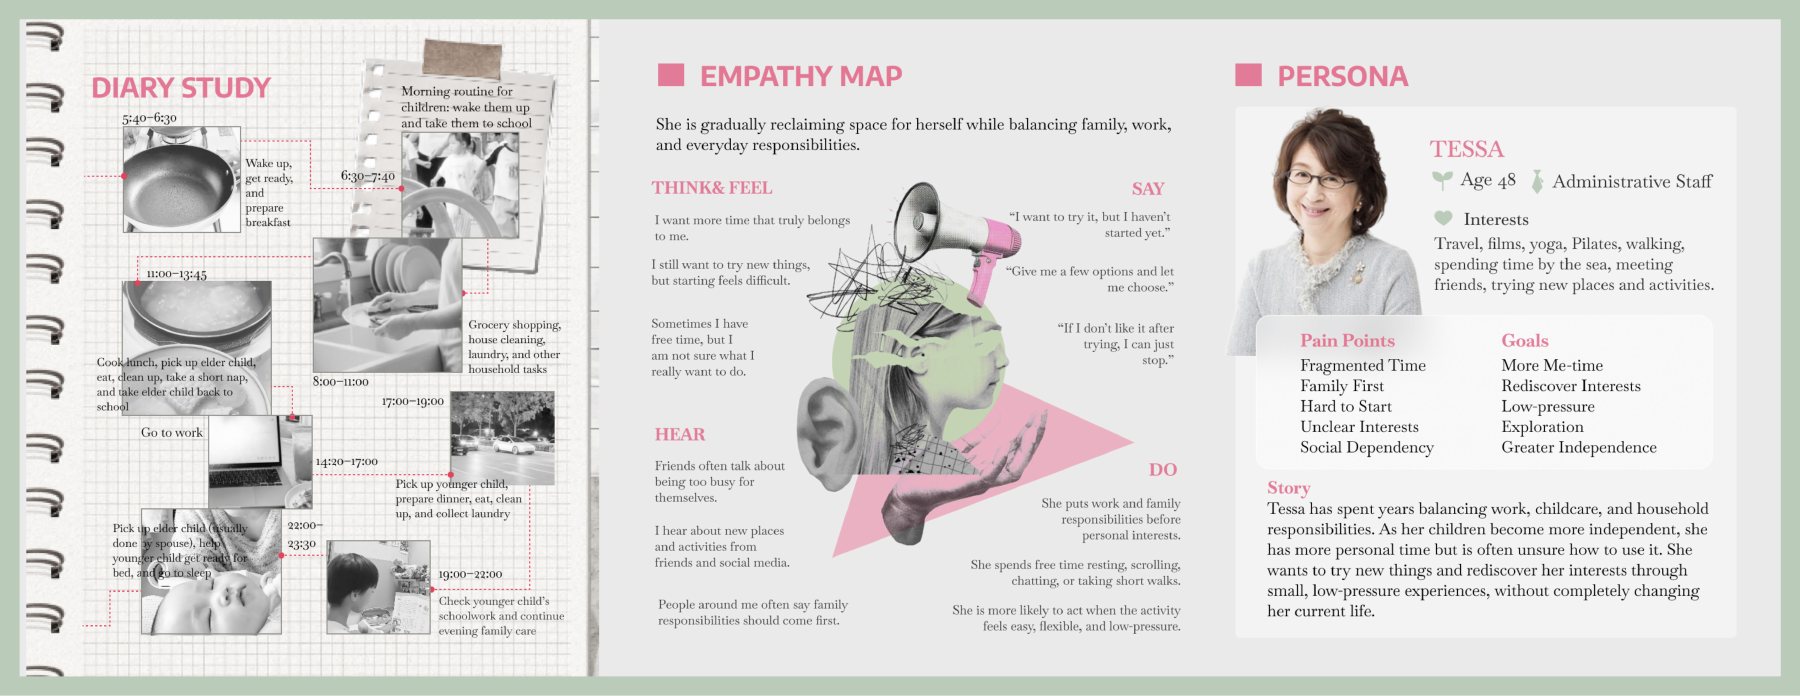 DIARY STUDY
5:40–6:30
Wake up,
get ready,
and
prepare
breakfast
Morning routine for
children: wake them up
and take them to school
6:30–7:40
Grocery shopping,
house cleaning,
laundry, and other
household tasks
8:00–11:00
11:00–13:45
Cook lunch, pick up elder child,
eat, clean up, take a short nap,
and take elder child back to
school
Go to work
14:20–17:00
17:00–19:00
Pick up younger child,
prepare dinner, eat, clean
up, and collect laundry
19:00–22:00
Check younger child's
schoolwork and continue
evening family care
22:00–
23:30
Pick up elder child (usually
done by spouse), help
younger child get ready for
bed, and go to sleep
EMPATHY MAP
She is gradually reclaiming space for herself while balancing family, work,
and everyday responsibilities.
THINK& FEEL
I want more time that truly belongs
to me.
I still want to try new things,
but starting feels difficult.
Sometimes I have
free time, but I
am not sure what I
really want to do.
SAY
“I want to try it, but I haven’t
started yet.”
“Give me a few options and let
me choose.”
“If I don’t like it after
trying, I can just
stop.”
HEAR
Friends often talk about
being too busy for
themselves.
I hear about new places
and activities from
friends and social media.
People around me often say family
responsibilities should come first.
DO
She puts work and family
responsibilities before
personal interests.
She spends free time resting, scrolling,
chatting, or taking short walks.
She is more likely to act when the activity
feels easy, flexible, and low-pressure.
PERSONA
TESSA
Age 48
Administrative Staff
Interests
Travel, films, yoga, Pilates, walking,
spending time by the sea, meeting
friends, trying new places and activities.
Pain Points
Fragmented Time
Family First
Hard to Start
Unclear Interests
Social Dependency
Goals
More Me-time
Rediscover Interests
Low-pressure
Exploration
Greater Independence
Story
Tessa has spent years balancing work, childcare, and household
responsibilities. As her children become more independent, she
has more personal time but is often unsure how to use it. She
wants to try new things and rediscover her interests through
small, low-pressure experiences, without completely changing
her current life.